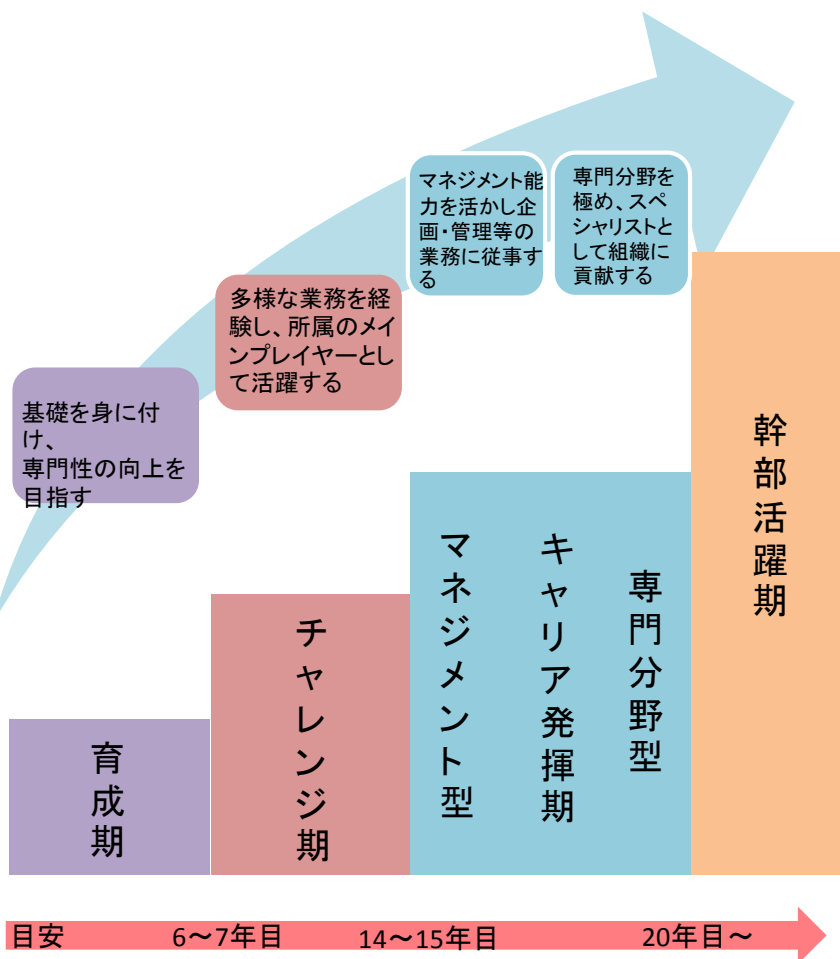 基礎を身に付
け、
専門性の向上を
目指す
多様な業務を経
験し、所属のメイ
ンプレイヤーとし
て活躍する
マネジメント能
力を活かし企
画・管理等の
業務に従事す
る
専門分野を
極め、スペ
シャリストと
して組織に
貢献する
育成期
チャレンジ期
マネジメント型
キャリア発揮期
専門分野型
幹部活躍期
目安
6～7年目
14～15年目
20年目～